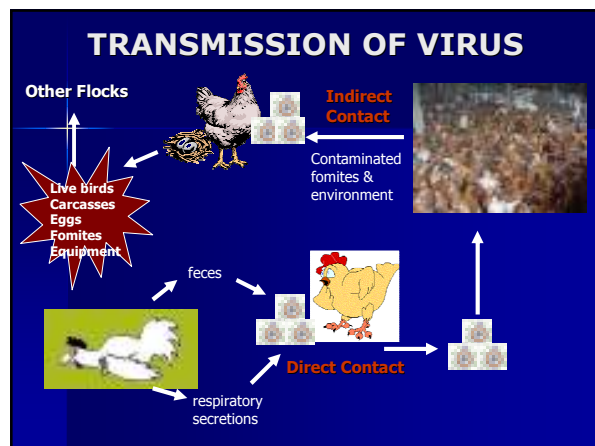 TRANSMISSION OF VIRUS
Other Flocks
Indirect
Contact
Contaminated
fomites &
environment
Live birds
Carcasses
Eggs
Fomites
Equipment
feces
Direct Contact
respiratory
secretions